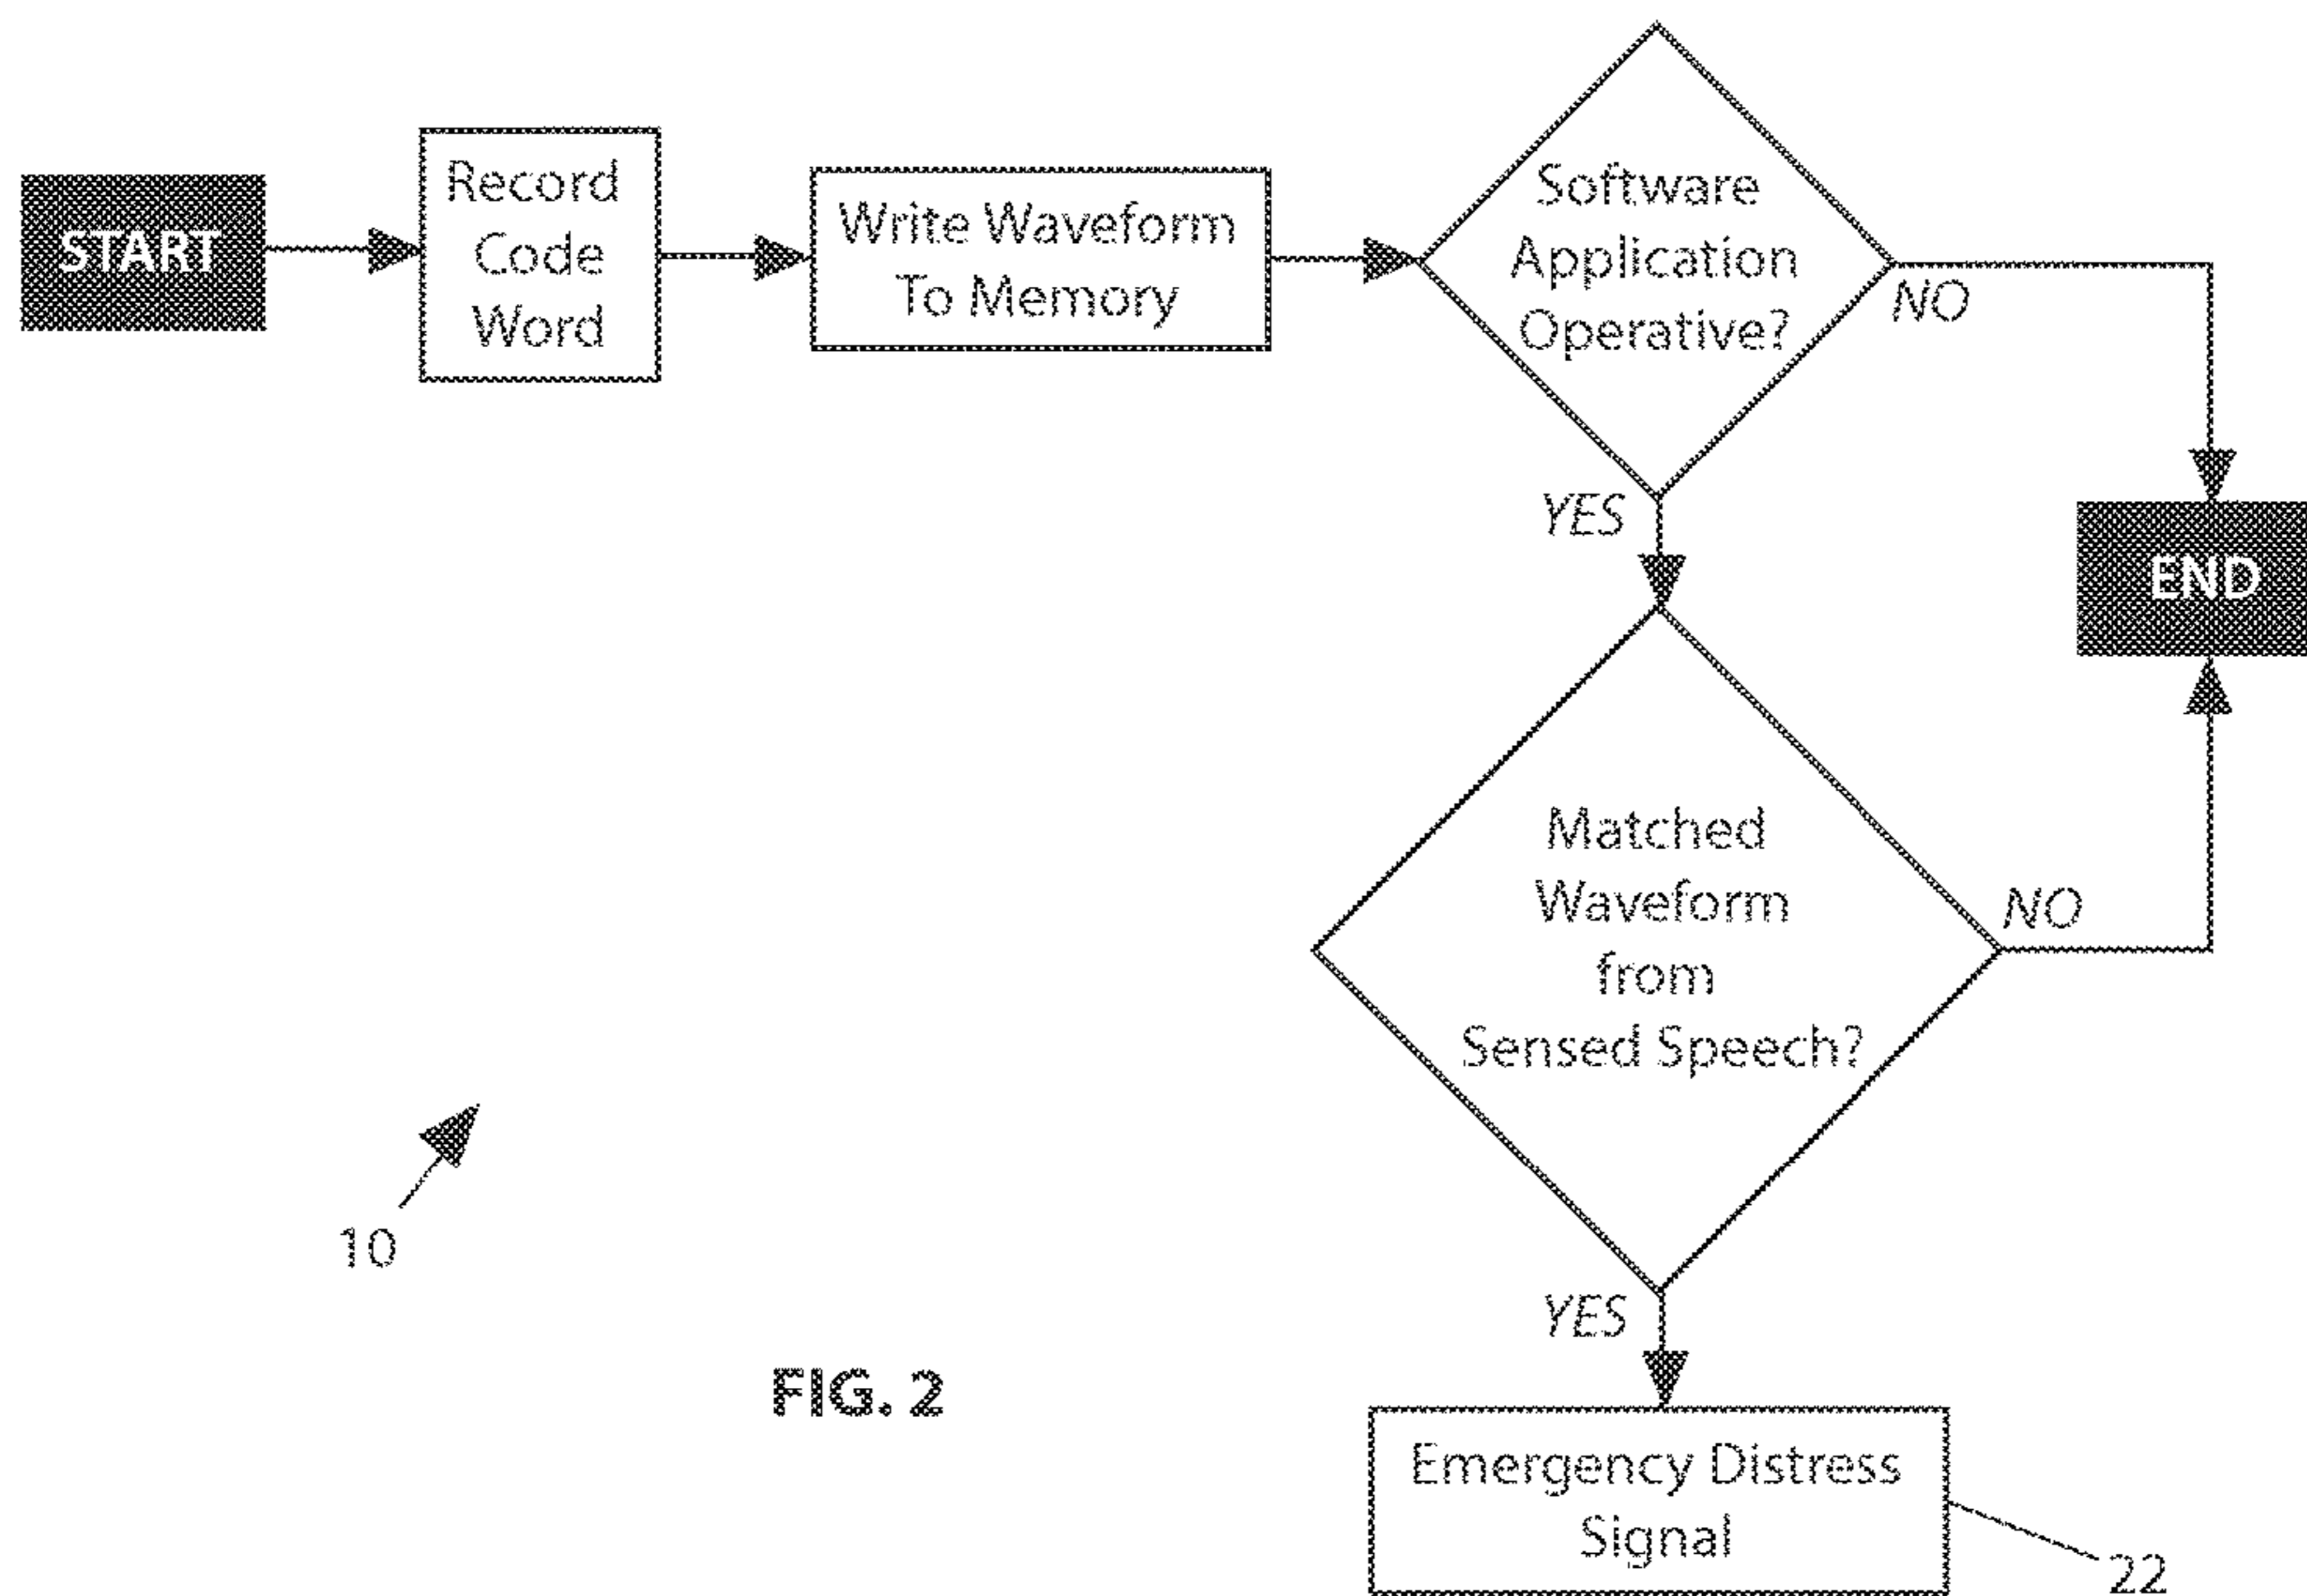 START
Record
Code
Word
Write Waveform
To Memory
Software
Application
Operative?
NO
YES
END
Matched
Waveform
from
Sensed Speech?
NO
YES
Emergency Distress
Signal
22
10
FIG. 2